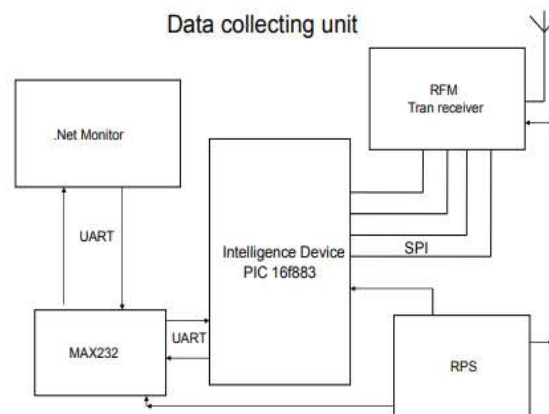 Data collecting unit
RFM
Tran receiver
.Net Monitor
UART
Intelligence Device
PIC 16f883
SPI
MAX232
UART
RPS